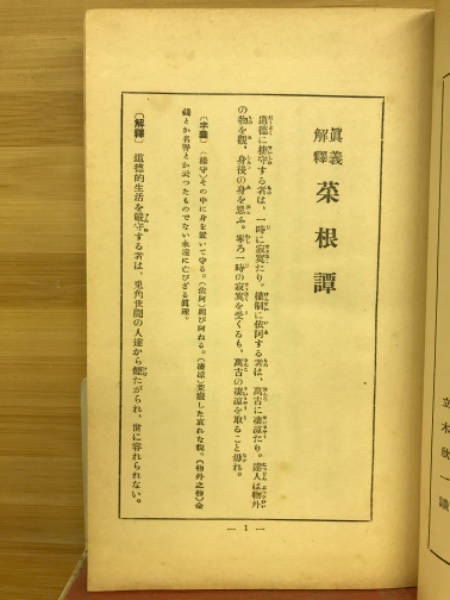 眞義
解釋
菜根譚
道德に棲守する者は、一時に寂寞たり。權勢に依阿する者は、萬古に凄涼たり。達人は物外
の物を觀、身後の身を思ふ。寧ろ一時の寂寞を受くるも、萬古の凄涼を取ること毋れ。
〔字義〕（棲守）その中に身を置いて守る。（依阿）媚び阿ねる。（凄涼）荒寥した哀れな貌。（物外之物）金
錢とか名譽とか云つたものでない永遠に亡びざる眞理。
〔解釋〕道德的生活を嚴守する者は、兎角世間の人達から煙たがられ、世に容れられない。
― 1 ―
立木欣一